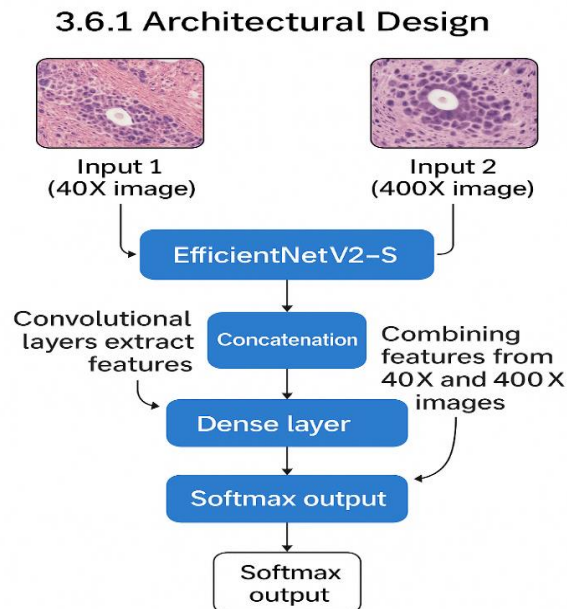 3.6.1 Architectural Design
Input 1
(40X image)
Input 2
(400X image)
EfficientNetV2-S
Convolutional
layers extract
features
Concatenation
Combining
features from
40X and 400X
images
Dense layer
Softmax output
Softmax
output